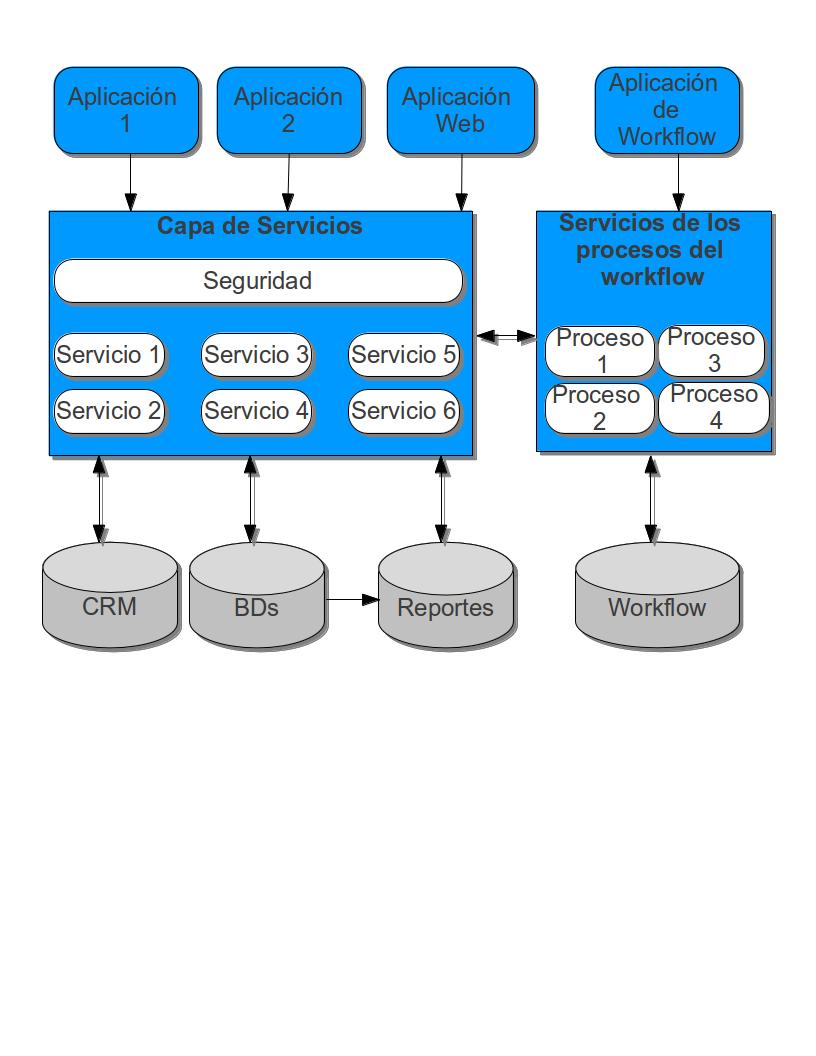 Aplicación
1
Aplicación
2
Aplicación
Web
Aplicación
de
Workflow
Capa de Servicios
Seguridad
Servicio 1
Servicio 3
Servicio 5
Servicio 2
Servicio 4
Servicio 6
Servicios de los
procesos del
workflow
Proceso
1
Proceso
3
Proceso
2
Proceso
4
CRM
BDs
Reportes
Workflow